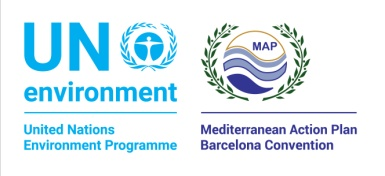 UN
environment
United Nations
Environment Programme
MAP
Mediterranean Action Plan
Barcelona Convention